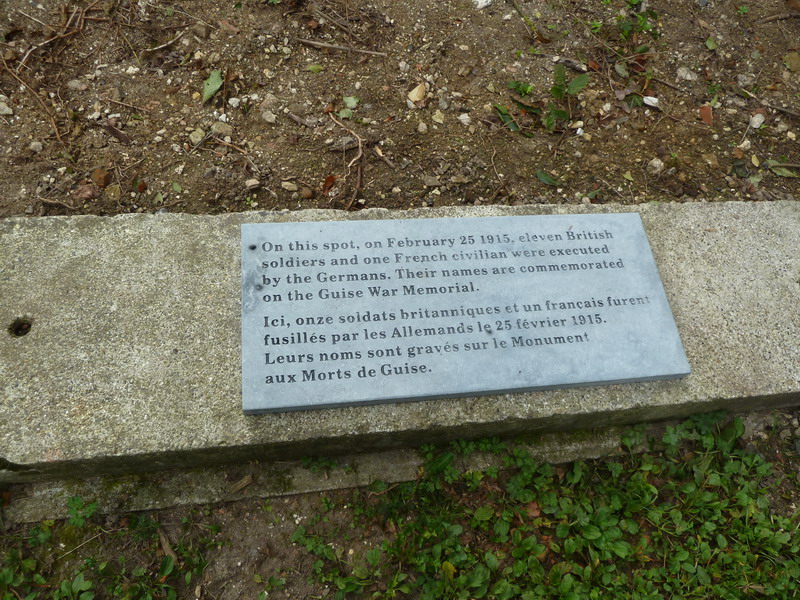 On this spot, on February 25 1915, eleven British
soldiers and one French civilian were executed
by the Germans. Their names are commemorated
on the Guise War Memorial.
Ici, onze soldats britanniques et un français furent
fusillés par les Allemands le 25 février 1915.
Leurs noms sont gravés sur le Monument
aux Morts de Guise.